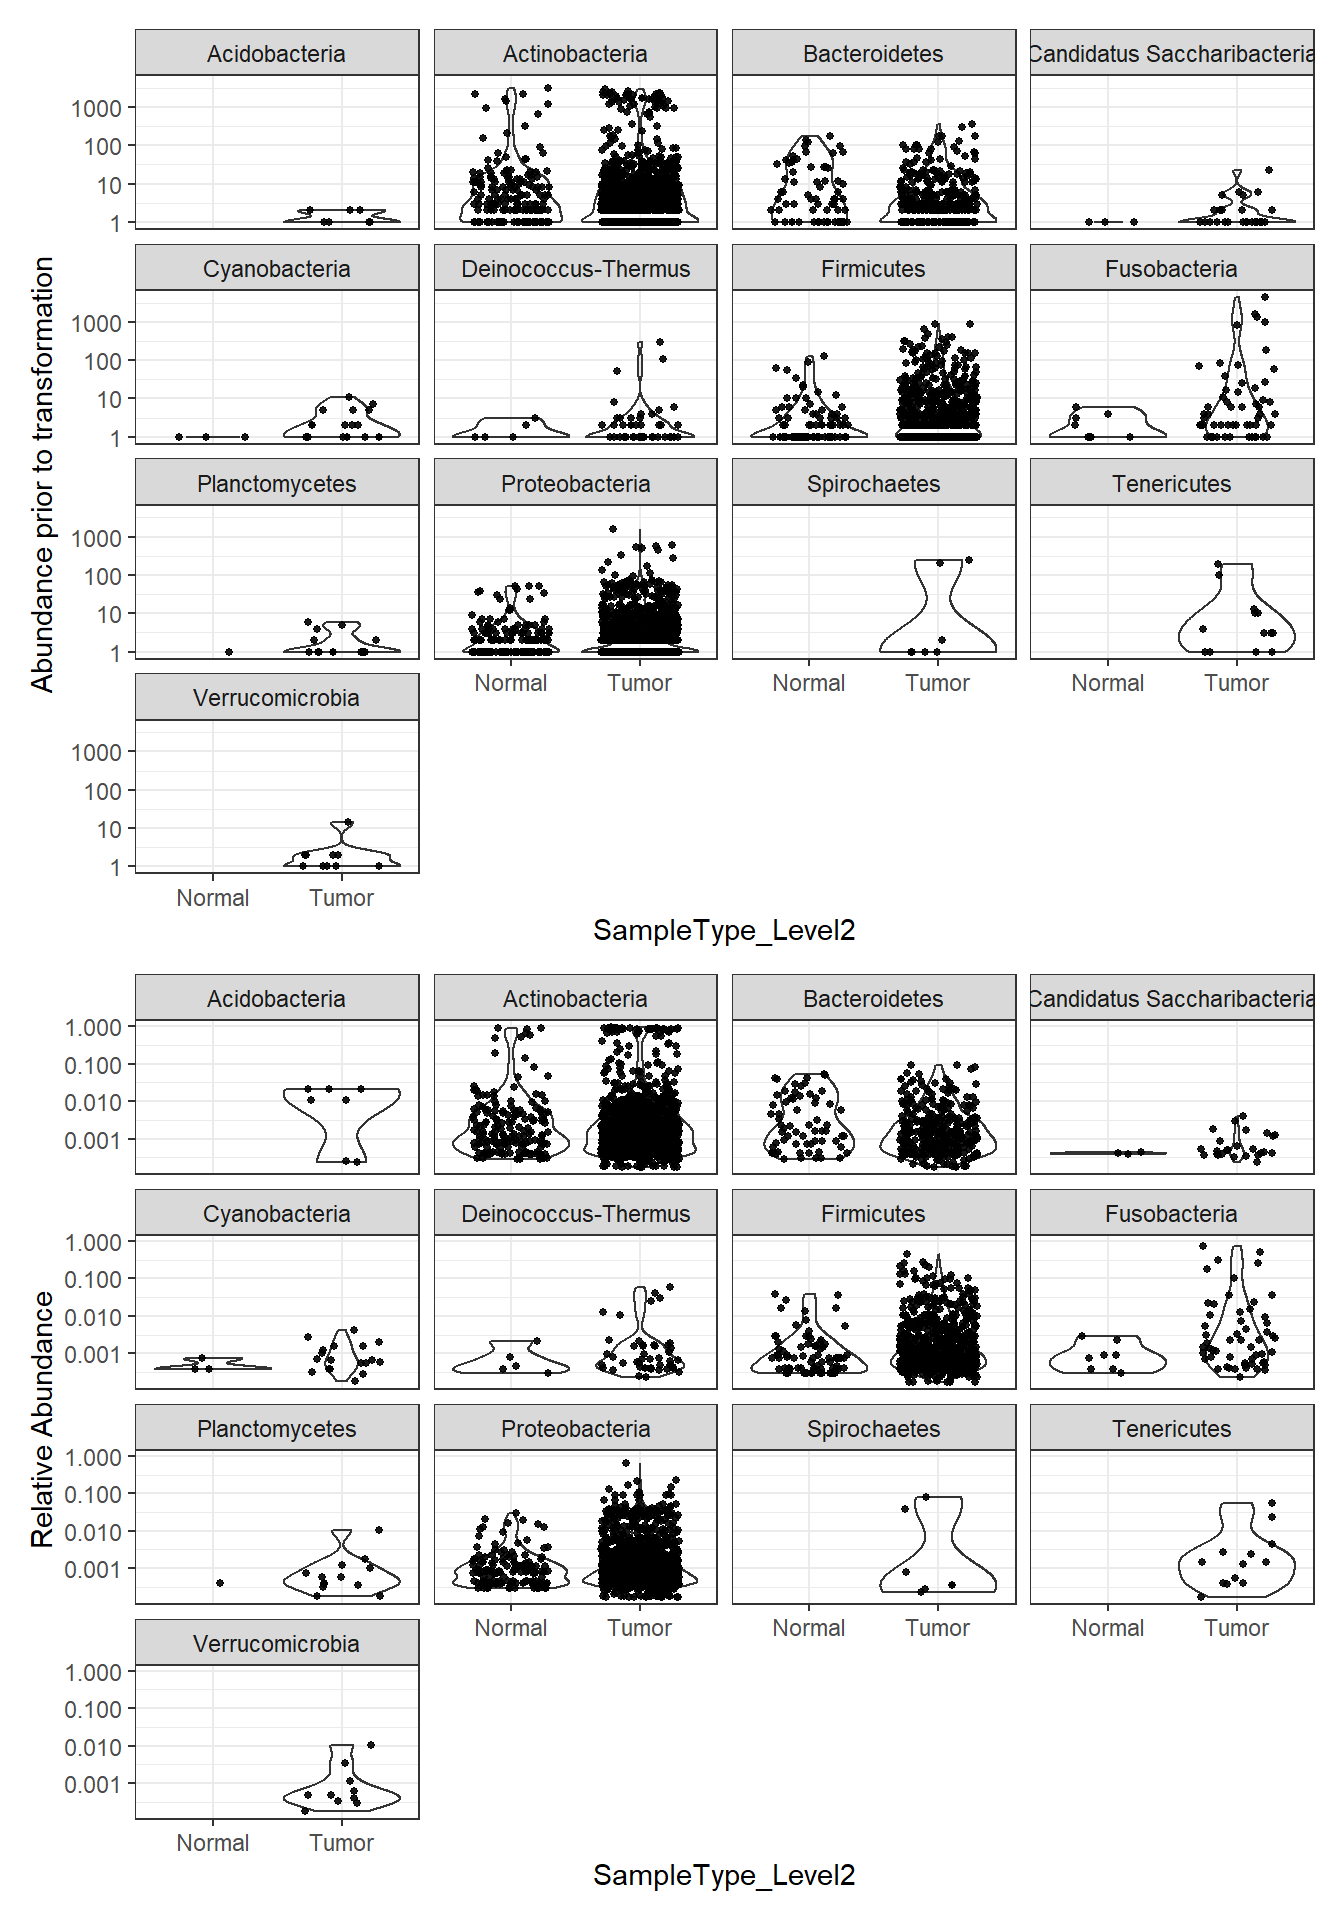 Acidobacteria Actinobacteria Bacteroidetes Candidatus Saccharibacteria
1000
100
10
1
Cyanobacteria Deinococcus-Thermus Firmicutes Fusobacteria
1000
100
10
1
Abundance prior to transformation
Planctomycetes Proteobacteria Spirochaetes Tenericutes
1000
100
10
1
Normal Tumor Normal Tumor Normal Tumor
Verrucomicrobia
1000
100
10
1
Normal Tumor
SampleType_Level2
Acidobacteria Actinobacteria Bacteroidetes Candidatus Saccharibacteria
1.000
0.100
0.010
0.001
Cyanobacteria Deinococcus-Thermus Firmicutes Fusobacteria
1.000
0.100
0.010
0.001
Relative Abundance
Planctomycetes Proteobacteria Spirochaetes Tenericutes
1.000
0.100
0.010
0.001
Normal Tumor Normal Tumor Normal Tumor
Verrucomicrobia
1.000
0.100
0.010
0.001
Normal Tumor
SampleType_Level2